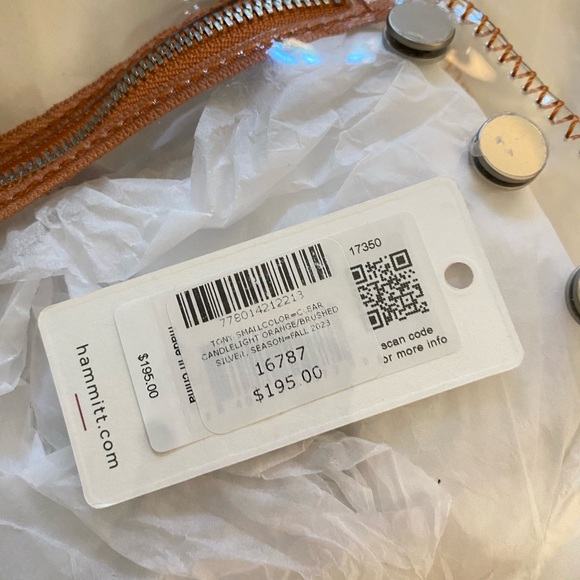 778014212213
TONY SMALLCOLOR=CLEAR
CANDLELIGHT ORANGE/BRUSHED
SILVER, SEASON=FALL 2023
16787
$195.00
17350
scan code
or more info
made in china
$195.00
hammitt.com